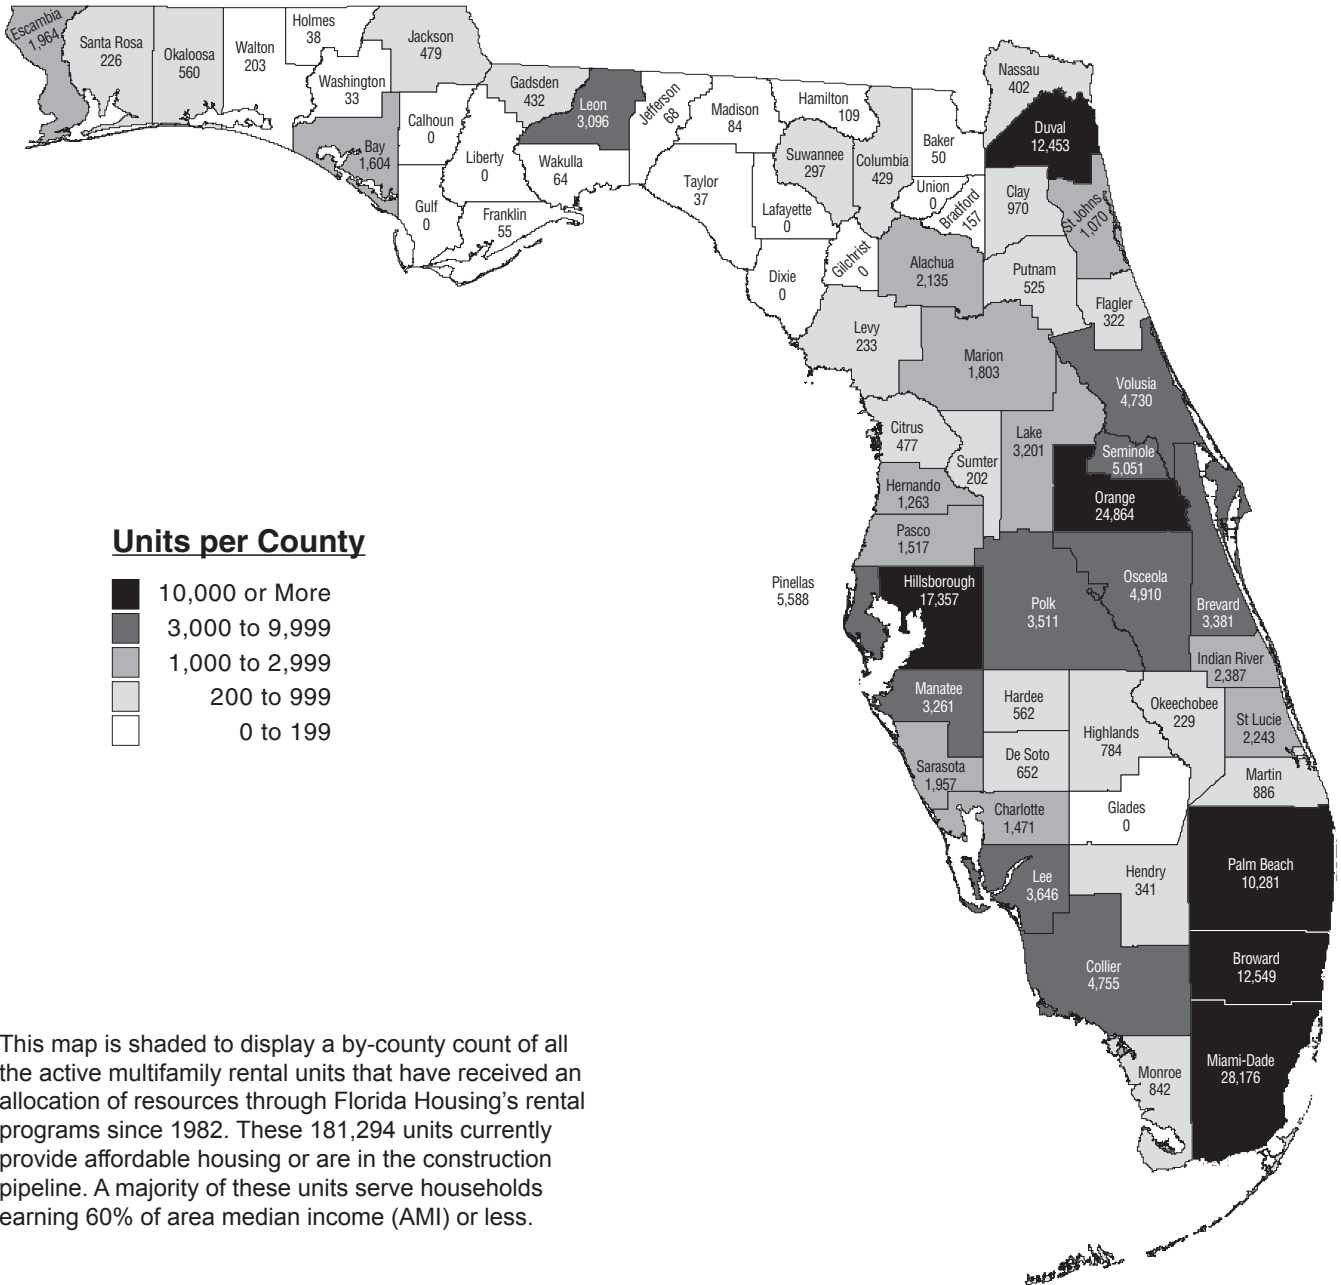 Escambia
1,964
Santa Rosa
226
Okaloosa
560
Walton
203
Holmes
38
Washington
33
Jackson
479
Bay
1,604
Calhoun
0
Gulf
0
Liberty
0
Gadsden
432
Franklin
55
Leon
3,096
Wakulla
64
Jefferson
68
Madison
84
Taylor
37
Hamilton
109
Suwannee
297
Lafayette
0
Dixie
0
Columbia
429
Gilchrist
0
Baker
50
Union
0
Bradford
157
Nassau
402
Duval
12,453
Clay
970
St Johns
1,070
Alachua
2,135
Putnam
525
Flagler
322
Levy
233
Marion
1,803
Volusia
4,730
Citrus
477
Sumter
202
Lake
3,201
Seminole
5,051
Orange
24,864
Hernando
1,263
Pasco
1,517
Pinellas
5,588
Hillsborough
17,357
Polk
3,511
Osceola
4,910
Brevard
3,381
Indian River
2,387
Manatee
3,261
Hardee
562
Highlands
784
Okeechobee
229
St Lucie
2,243
Sarasota
1,957
De Soto
652
Martin
886
Charlotte
1,471
Glades
0
Lee
3,646
Hendry
341
Palm Beach
10,281
Collier
4,755
Broward
12,549
Monroe
842
Miami-Dade
28,176
Units per County
10,000 or More
3,000 to 9,999
1,000 to 2,999
200 to 999
0 to 199
This map is shaded to display a by-county count of all
the active multifamily rental units that have received an
allocation of resources through Florida Housing's rental
programs since 1982. These 181,294 units currently
provide affordable housing or are in the construction
pipeline. A majority of these units serve households
earning 60% of area median income (AMI) or less.